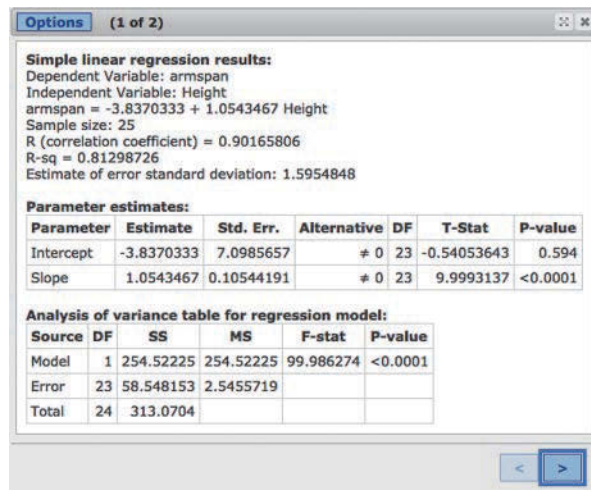 Options (1 of 2)
Simple linear regression results:
Dependent Variable: armspan
Independent Variable: Height
armspan = -3.8370333 + 1.0543467 Height
Sample size: 25
R (correlation coefficient) = 0.90165806
R-sq = 0.81298726
Estimate of error standard deviation: 1.5954848
Parameter estimates:
Parameter Estimate Std. Err. Alternative DF T-Stat P-value
Intercept -3.8370333 7.0985657 ≠ 0 23 -0.54053643 0.594
Slope 1.0543467 0.10544191 ≠ 0 23 9.9993137 <0.0001
Analysis of variance table for regression model:
Source DF SS MS F-stat P-value
Model 1 254.52225 254.52225 99.986274 <0.0001
Error 23 58.548153 2.5455719
Total 24 313.0704
< >